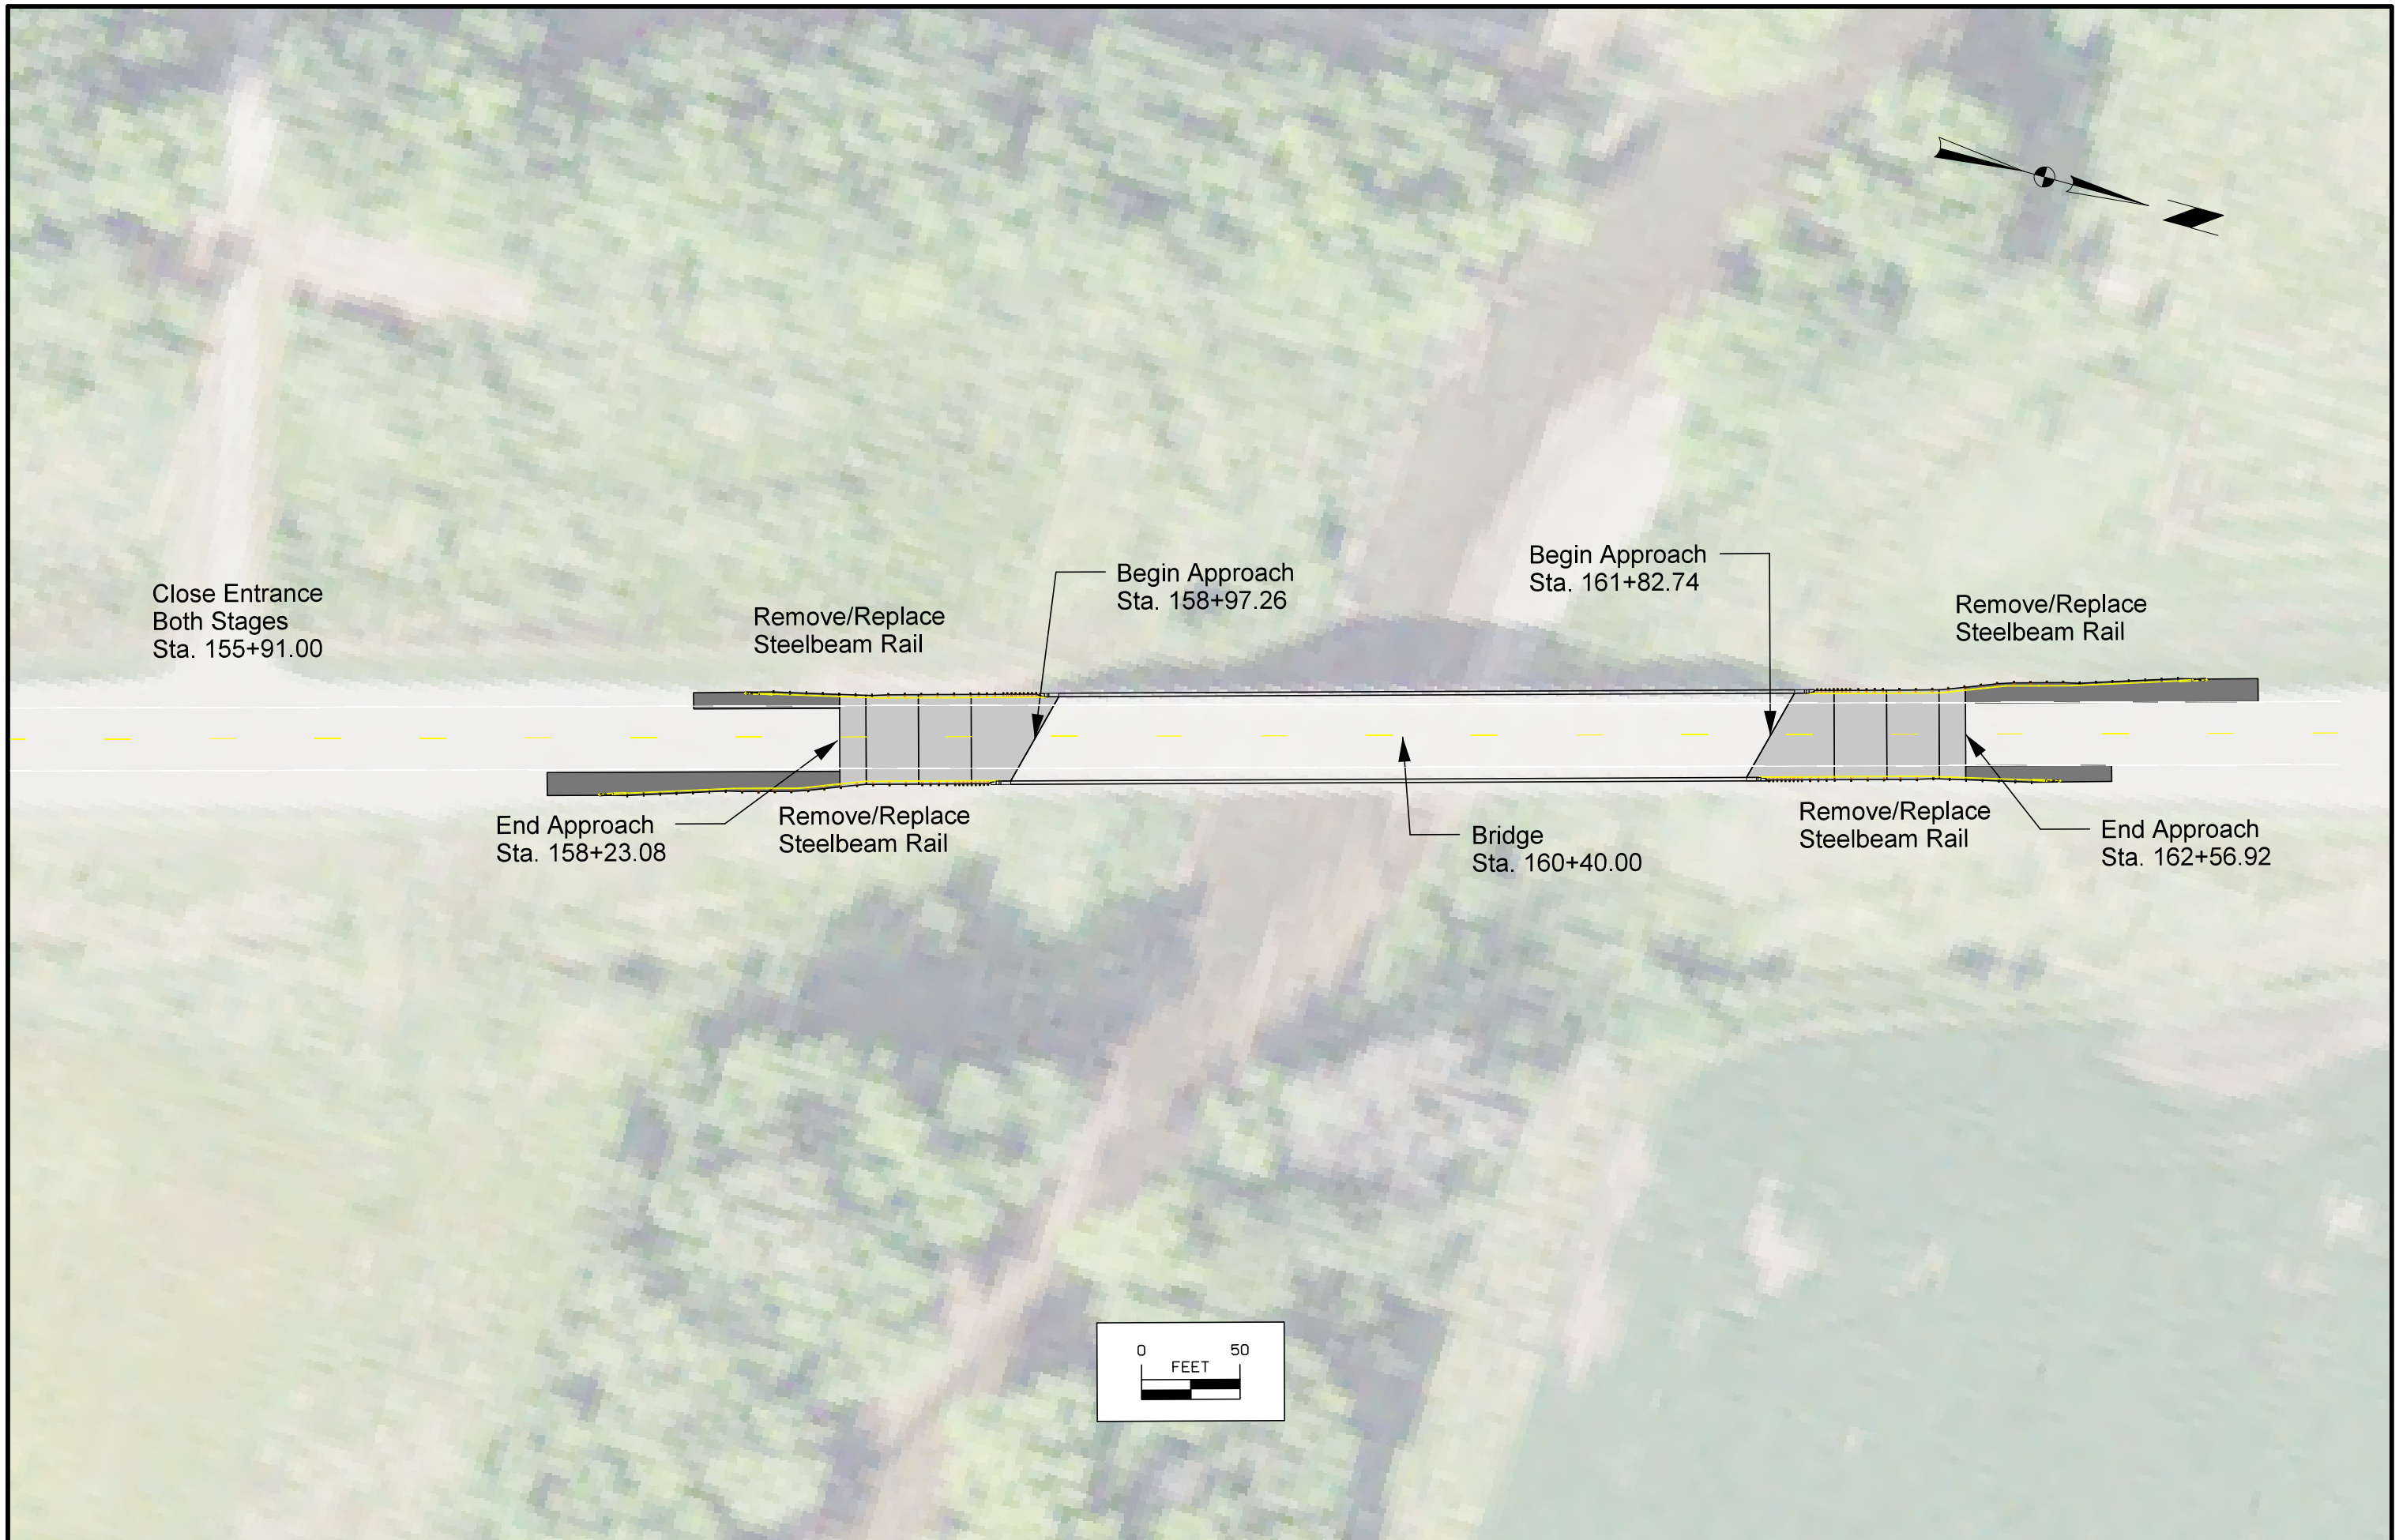 Close Entrance
Both Stages
Sta. 155+91.00
Remove/Replace
Steelbeam Rail
Begin Approach
Sta. 158+97.26
Begin Approach
Sta. 161+82.74
Remove/Replace
Steelbeam Rail
End Approach
Sta. 158+23.08
Remove/Replace
Steelbeam Rail
Bridge
Sta. 160+40.00
Remove/Replace
Steelbeam Rail
End Approach
Sta. 162+56.92
0 50
FEET